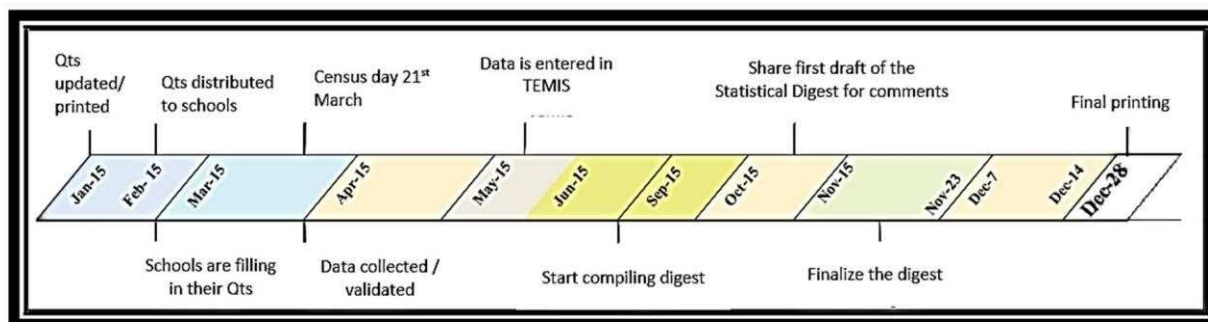 Qts
updated/
printed
Qts distributed
to schools
Census day 21st
March
Data is entered in
TEMIS
Share first draft of the
Statistical Digest for comments
Final printing
Jan-15
Feb- 15
Mar-15
Apr-15
May-15
Jun-15
Sep-15
Oct-15
Nov-15
Nov-23
Dec-7
Dec-14
Dec-28
Schools are filling
in their Qts
Data collected /
validated
Start compiling digest
Finalize the digest